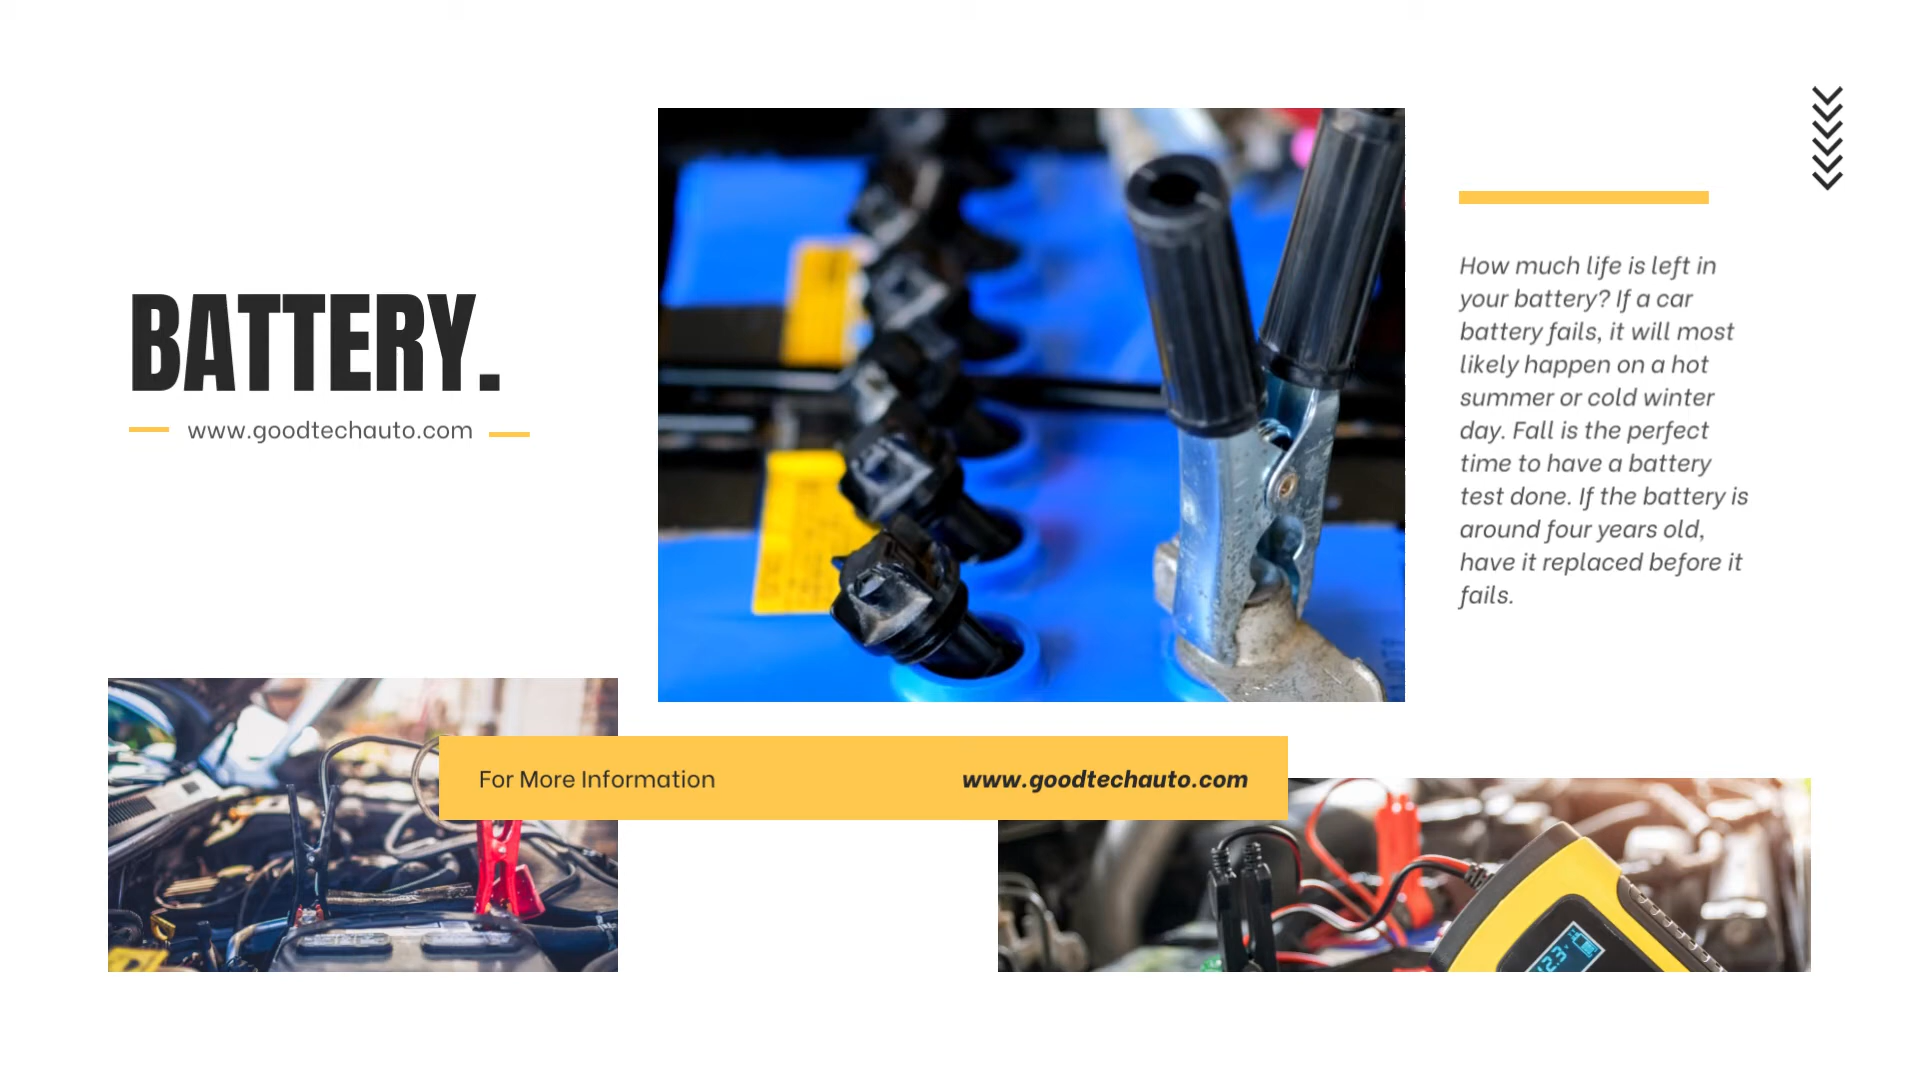 BATTERY.
www.goodtechauto.com
How much life is left in
your battery? If a car
battery fails, it will most
likely happen on a hot
summer or cold winter
day. Fall is the perfect
time to have a battery
test done. If the battery is
around four years old,
have it replaced before it
fails.
For More Information
www.goodtechauto.com
12.3